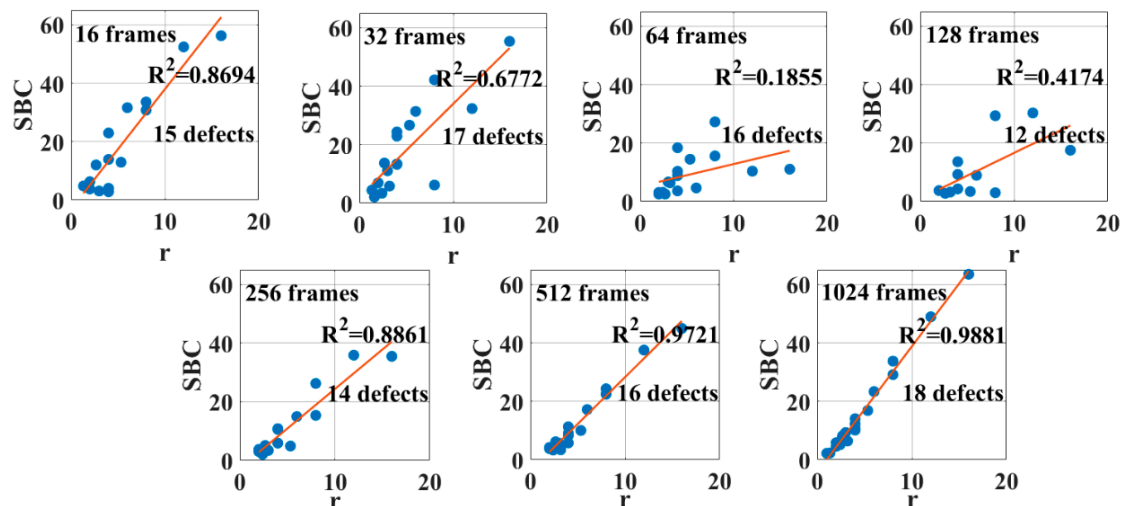 60
40
20
0
SBC
16 frames
R²=0.8694
15 defects
0
10
20
r
60
40
20
0
SBC
32 frames
R²=0.6772
17 defects
0
10
20
r
60
40
20
0
SBC
64 frames
R²=0.1855
16 defects
0
10
20
r
60
40
20
0
SBC
128 frames
R²=0.4174
12 defects
0
10
20
r
60
40
20
0
SBC
256 frames
R²=0.8861
14 defects
0
10
20
r
60
40
20
0
SBC
512 frames
R²=0.9721
16 defects
0
10
20
r
60
40
20
0
SBC
1024 frames
R²=0.9881
18 defects
0
10
20
r